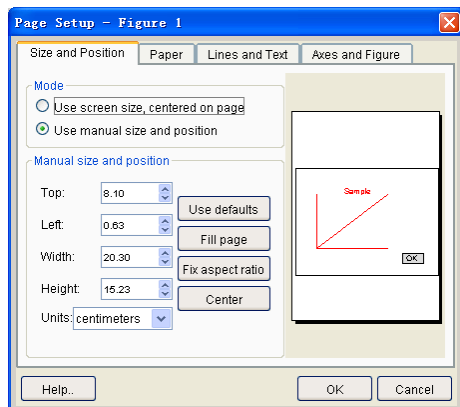 Page Setup - Figure 1
Size and Position Paper Lines and Text Axes and Figure
Mode
Use screen size, centered on page
Use manual size and position
Manual size and position
Top: 8.10
Left: 0.63
Width: 20.30
Height: 15.23
Units: centimeters
Use defaults
Fill page
Fix aspect ratio
Center
Sample
OK
Help..
OK Cancel